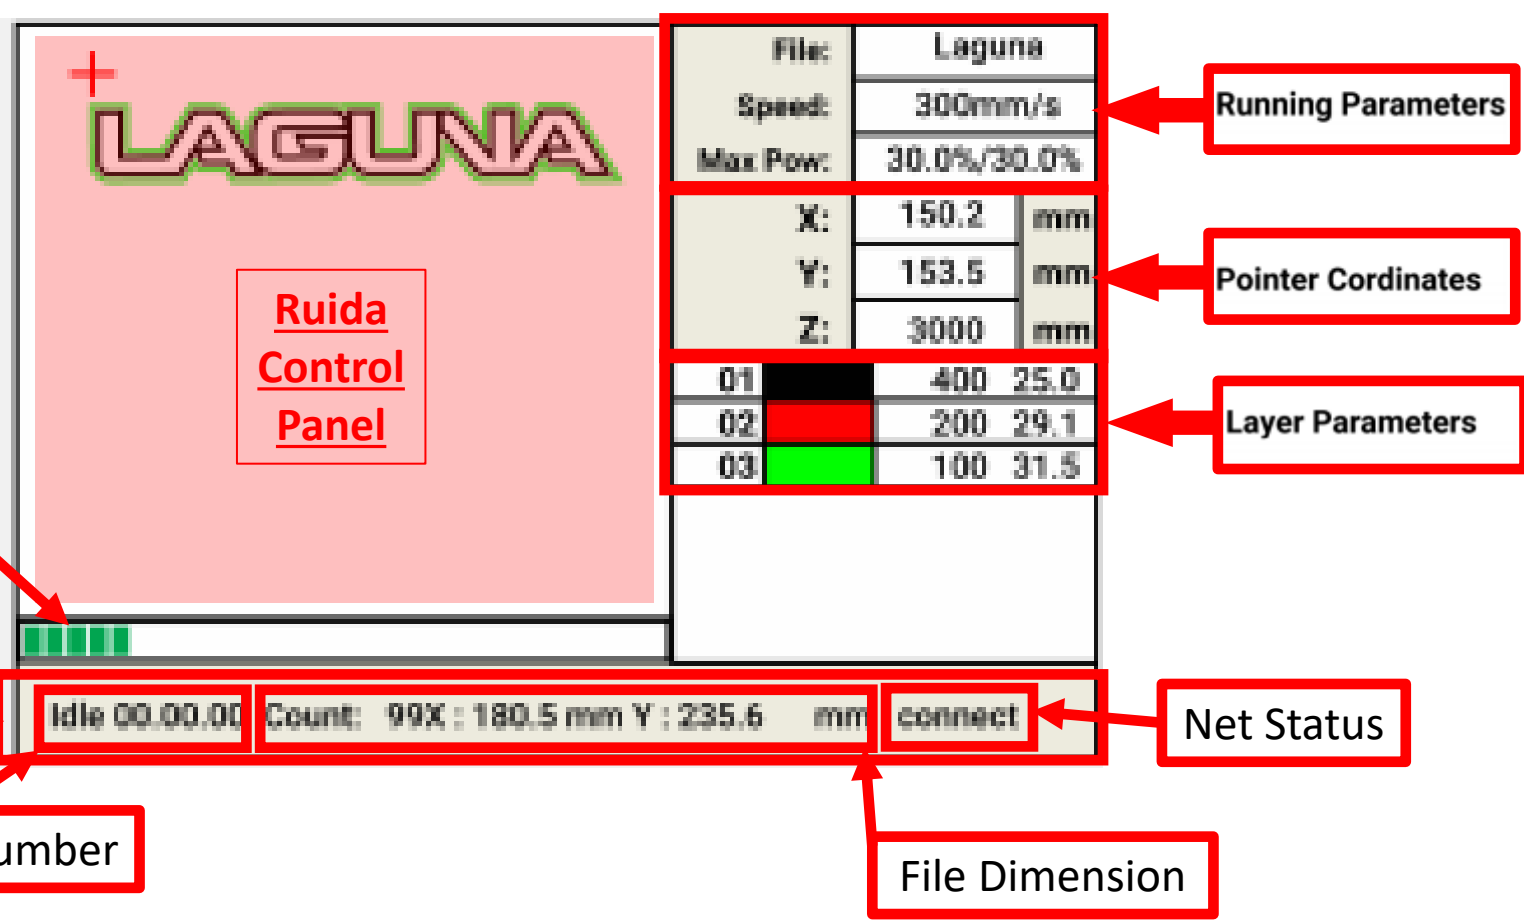 LAGUNA
Ruida
Control
Panel
File: Laguna
Speed: 300mm/s
Max Pow: 30.0%/30.0%
X: 150.2 mm
Y: 153.5 mm
Z: 3000 mm
01 400 25.0
02 200 29.1
03 100 31.5
Running Parameters
Pointer Cordinates
Layer Parameters
Idle 00.00.00 Count: 99X : 180.5 mm Y : 235.6 mm connect
Net Status
umber
File Dimension